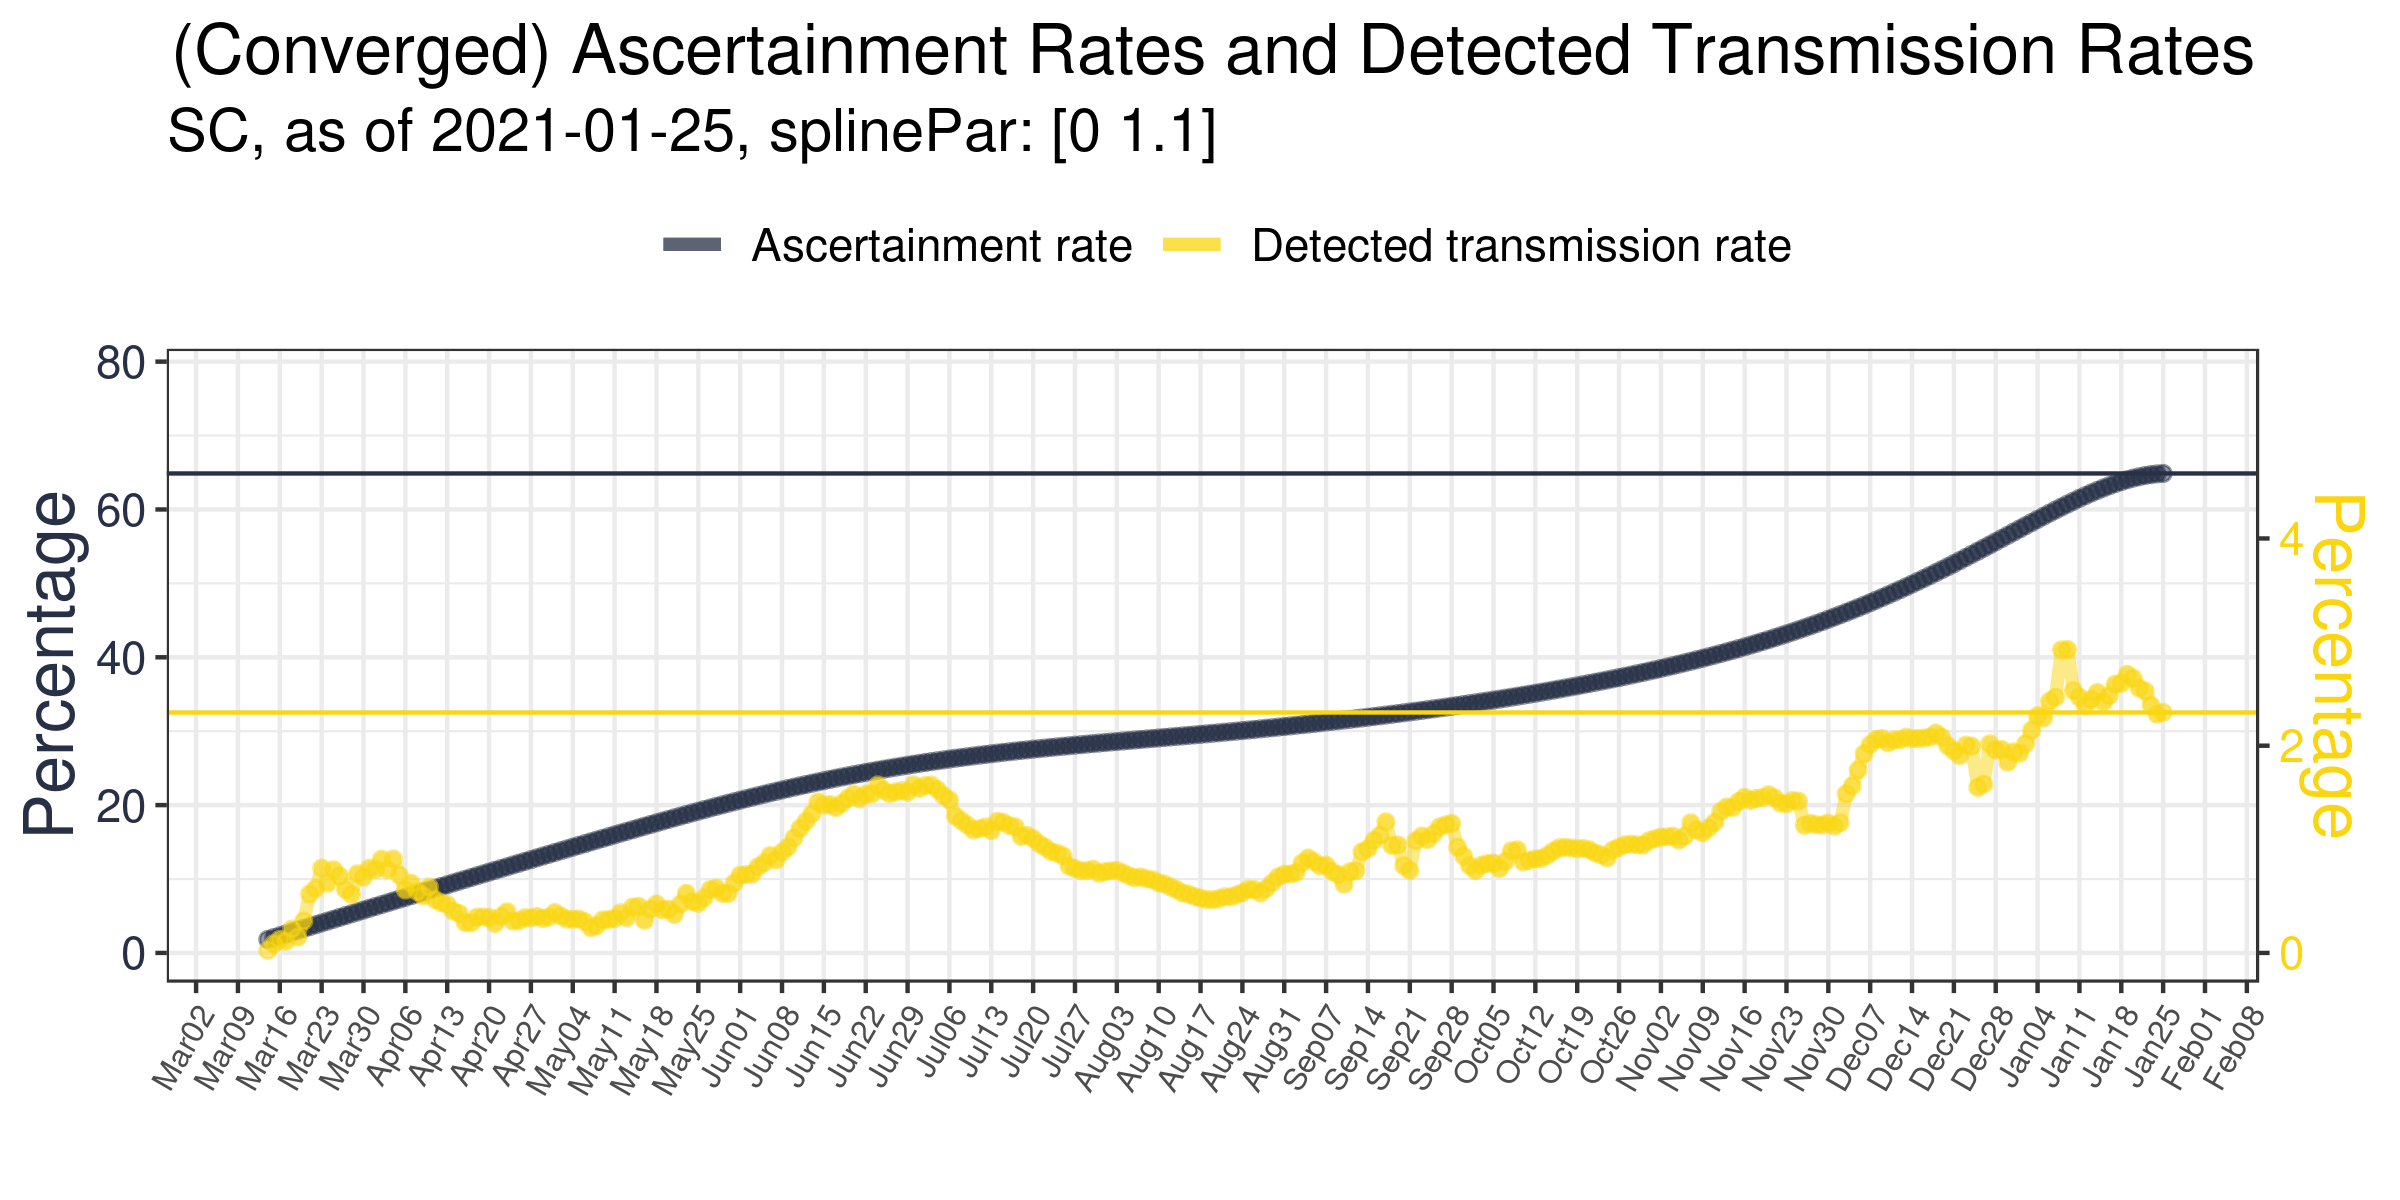 (Converged) Ascertainment Rates and Detected Transmission Rates
SC, as of 2021-01-25, splinePar: [0 1.1]
Ascertainment rate Detected transmission rate
Percentage
80
60
40
20
0
4
2
0
Percentage
Mar02 Mar09 Mar16 Mar23 Mar30 Apr06 Apr13 Apr20 Apr27 May04 May11 May18 May25 Jun01 Jun08 Jun15 Jun22 Jun29 Jul06 Jul13 Jul20 Jul27 Aug03 Aug10 Aug17 Aug24 Aug31 Sep07 Sep14 Sep21 Sep28 Oct05 Oct12 Oct19 Oct26 Nov02 Nov09 Nov16 Nov23 Nov30 Dec07 Dec14 Dec21 Dec28 Jan04 Jan11 Jan18 Jan25 Feb01 Feb08